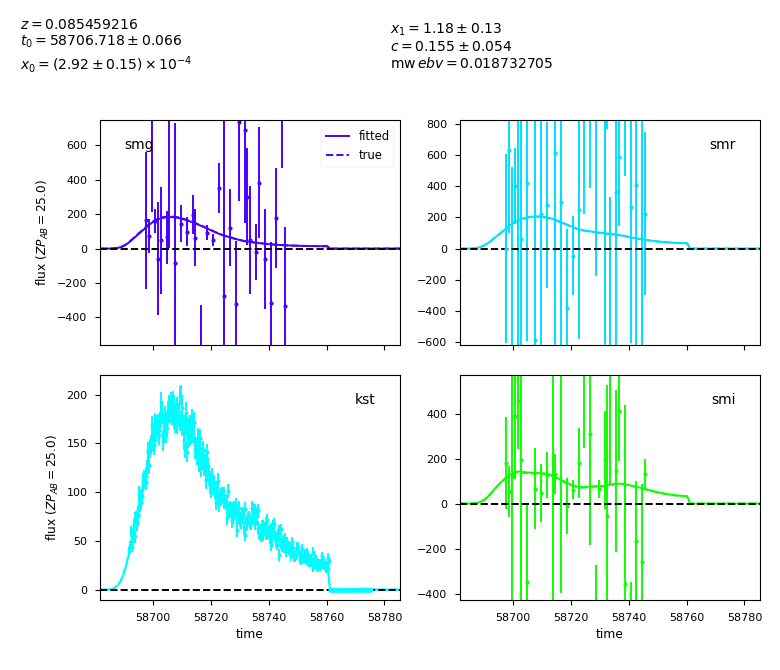 z = 0.085459216
t₀ = 58706.718 ± 0.066
x₀ = (2.92 ± 0.15) × 10⁻⁴
x₁ = 1.18 ± 0.13
c = 0.155 ± 0.054
mw ebv = 0.018732705
smg
fitted
true
flux (ZP_AB = 25.0)
600
400
200
0
−200
−400
smr
800
600
400
200
0
−200
−400
−600
kst
flux (ZP_AB = 25.0)
200
150
100
50
0
58700 58720 58740 58760 58780
time
smi
400
200
0
−200
−400
58700 58720 58740 58760 58780
time